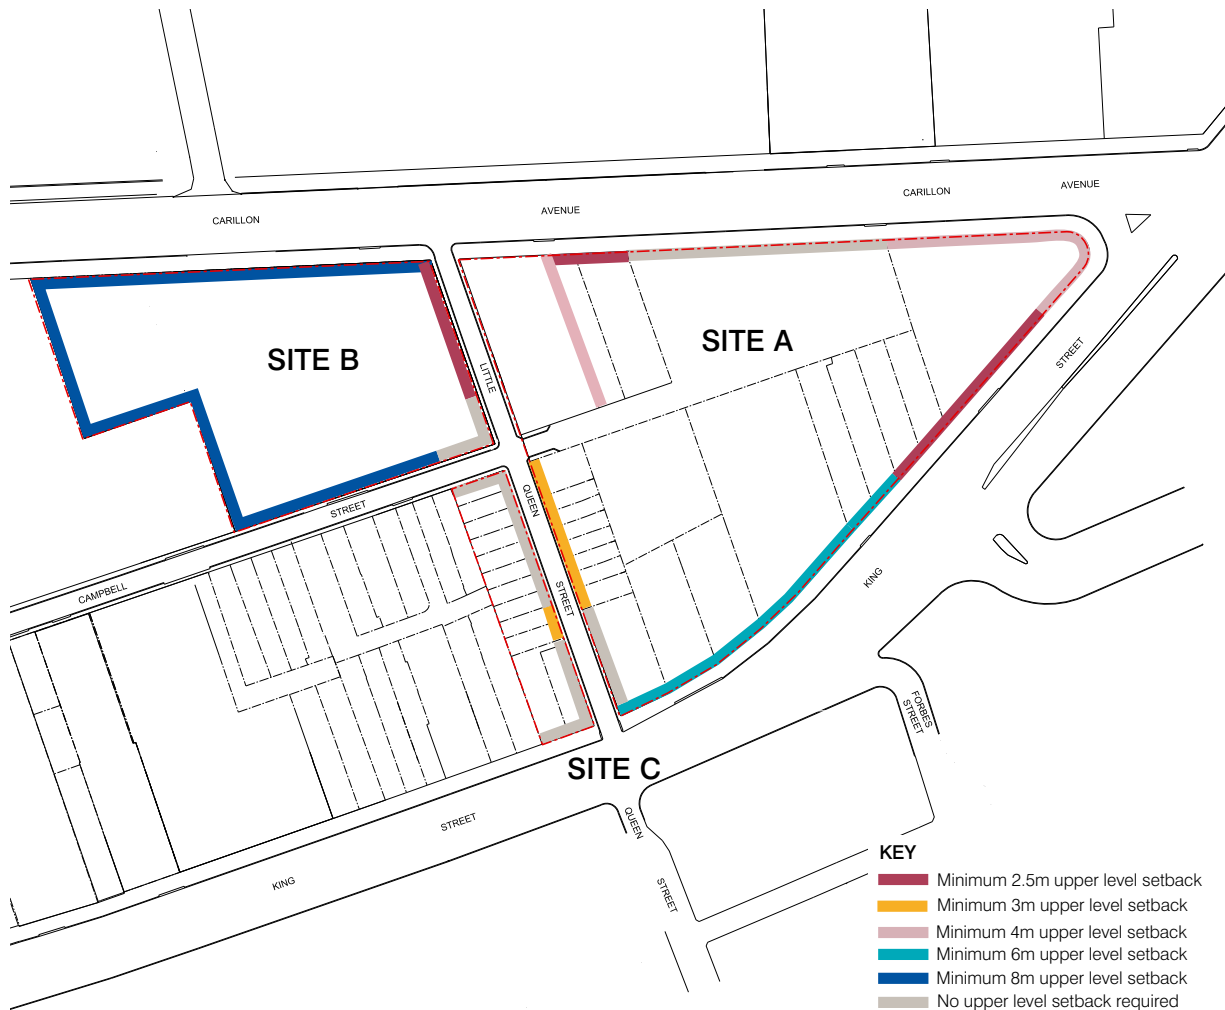 CARILLON
AVENUE
CARILLON
AVENUE
SITE B
SITE A
LITTLE
STREET
QUEEN
STREET
CAMPBELL
STREET
KING
FORBES
STREET
SITE C
KING
STREET
QUEEN
STREET
KEY
Minimum 2.5m upper level setback
Minimum 3m upper level setback
Minimum 4m upper level setback
Minimum 6m upper level setback
Minimum 8m upper level setback
No upper level setback required